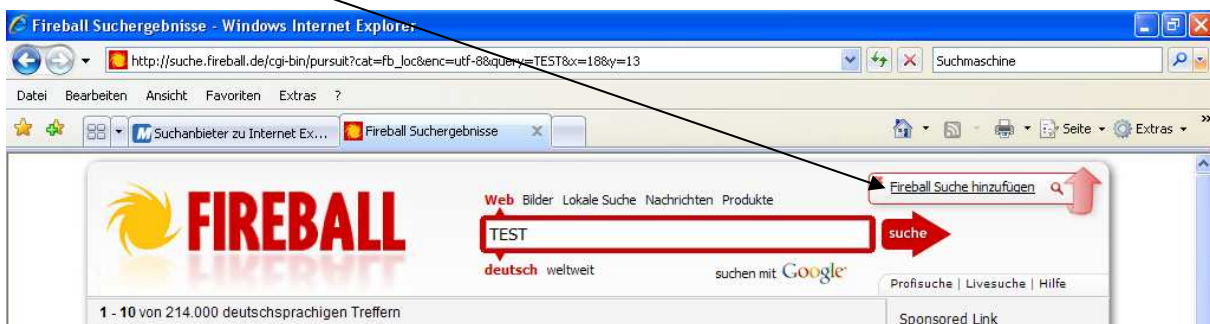 Fireball Suchergebnisse - Windows Internet Explorer
http://suche.fireball.de/cgi-bin/pursuit?cat=fb_loc&enc=utf-8&query=TEST&x=18&y=13
Suchmaschine
Datei Bearbeiten Ansicht Favoriten Extras ?
Suchanbieter zu Internet Ex... Fireball Suchergebnisse X
Seite Extras »
Fireball Suche hinzufügen
FIREBALL
Web Bilder Lokale Suche Nachrichten Produkte
TEST
suche
deutsch weltweit
suchen mit Google
Profisuche | Livesuche | Hilfe
1 - 10 von 214.000 deutschsprachigen Treffern
Sponsored Link